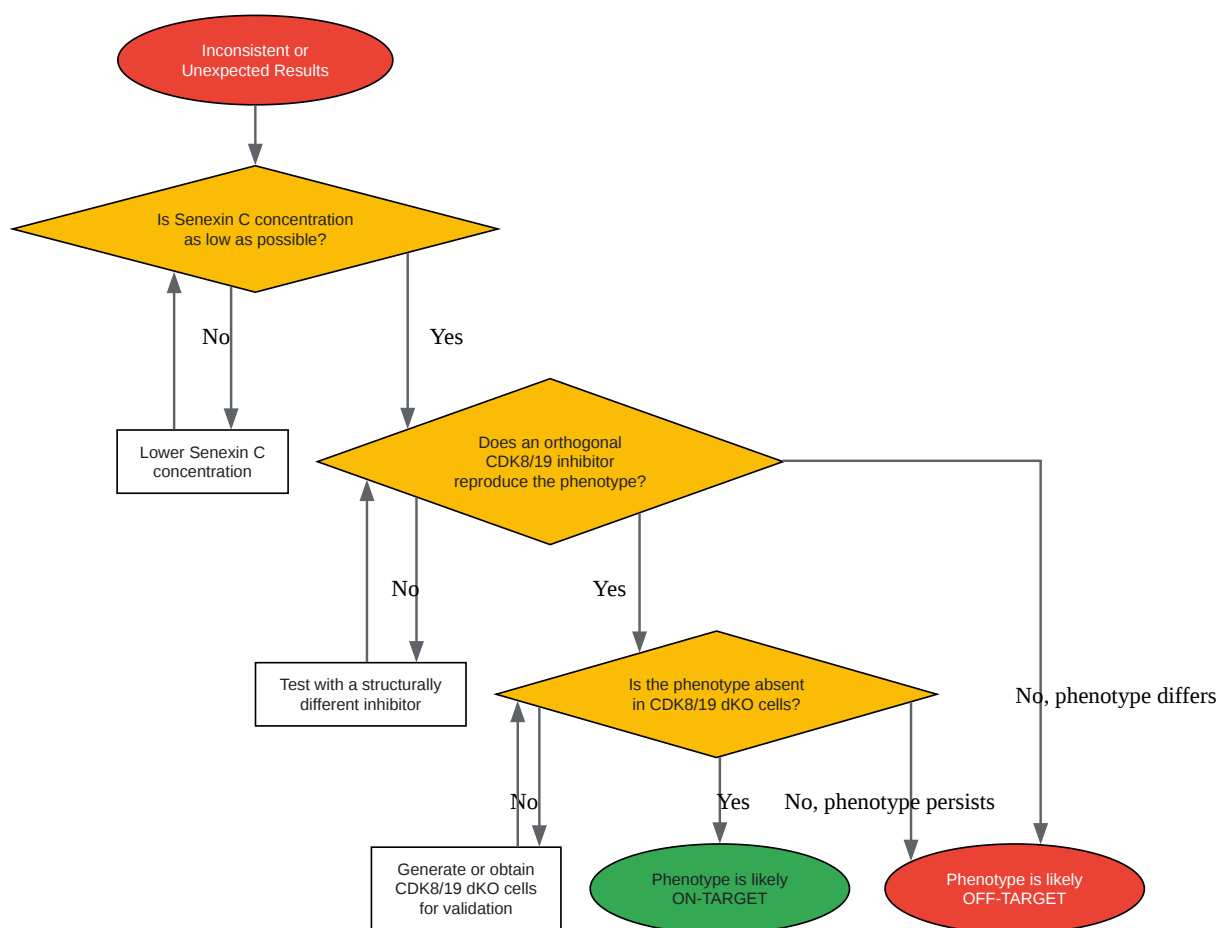 Inconsistent or
Unexpected Results
Is Senexin C concentration
as low as possible?
No
Yes
Lower Senexin C
concentration
Does an orthogonal
CDK8/19 inhibitor
reproduce the phenotype?
No
Yes
Test with a structurally
different inhibitor
Is the phenotype absent
in CDK8/19 dKO cells?
No, phenotype differs
No
Yes
No, phenotype persists
Generate or obtain
CDK8/19 dKO cells
for validation
Phenotype is likely
ON-TARGET
Phenotype is likely
OFF-TARGET